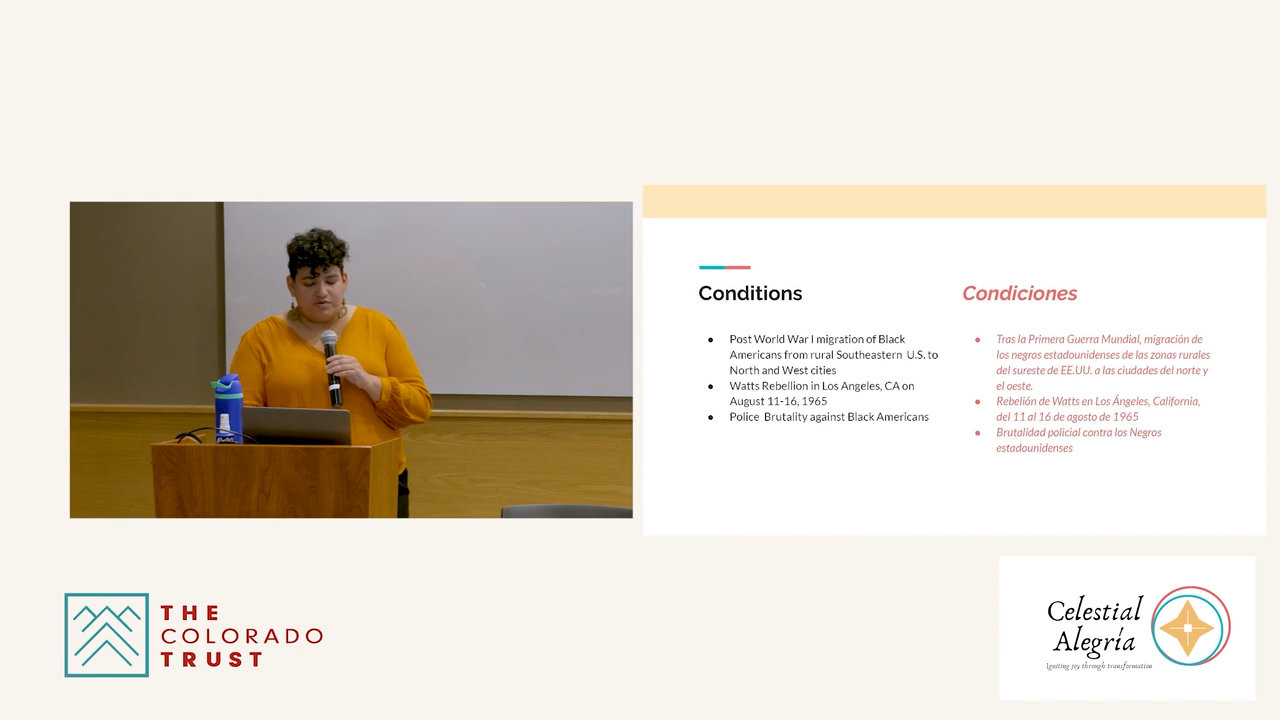 Conditions
Post World War I migration of Black
Americans from rural Southeastern U.S. to
North and West cities
Watts Rebellion in Los Angeles, CA on
August 11-16, 1965
Police Brutality against Black Americans
Condiciones
Tras la Primera Guerra Mundial, migración de
los negros estadounidenses de las zonas rurales
del sureste de EE.UU. a las ciudades del norte y
el oeste.
Rebelión de Watts en Los Ángeles, California,
del 11 al 16 de agosto de 1965
Brutalidad policial contra los Negros
estadounidenses
THE
COLORADO
TRUST
Celestial
Alegría
Igniting joy through transformation